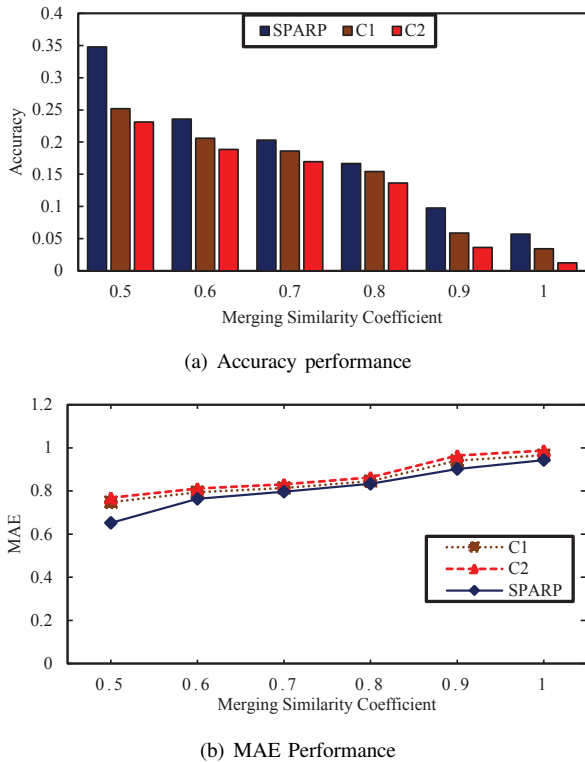 0.4
0.35
0.3
0.25
0.2
0.15
0.1
0.05
0
Accuracy
SPARP C1 C2
0.5 0.6 0.7 0.8 0.9 1
Merging Similarity Coefficient
(a) Accuracy performance
1.2
1
0.8
0.6
0.4
0.2
0
MAE
C1
C2
SPARP
0.5 0.6 0.7 0.8 0.9 1
Merging Similarity Coefficient
(b) MAE Performance